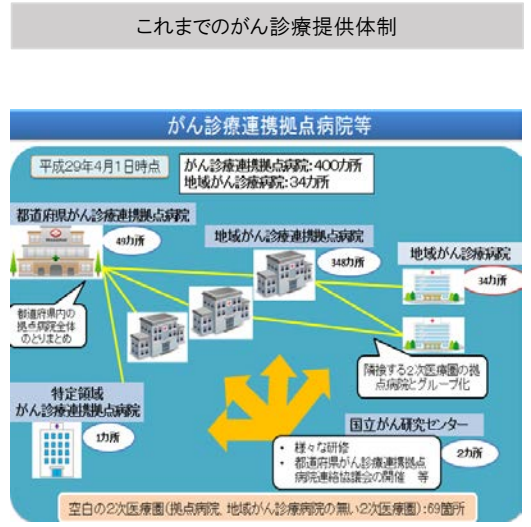 これまでのがん診療提供体制
がん診療連携拠点病院等
平成29年4月1日時点
がん診療連携拠点病院:400カ所
地域がん診療病院:34カ所
都道府県がん診療連携拠点病院
49カ所
地域がん診療連携拠点病院
348カ所
地域がん診療病院
34カ所
都道府県内の
拠点病院全体
のとりまとめ
隣接する2次医療圏の拠
点病院とグループ化
特定領域
がん診療連携拠点病院
1カ所
国立がん研究センター
2カ所
• 様々な研修
• 都道府県がん診療連携拠点
病院連絡協議会の開催 等
空白の2次医療圏(拠点病院、地域がん診療病院の無い2次医療圏):69箇所